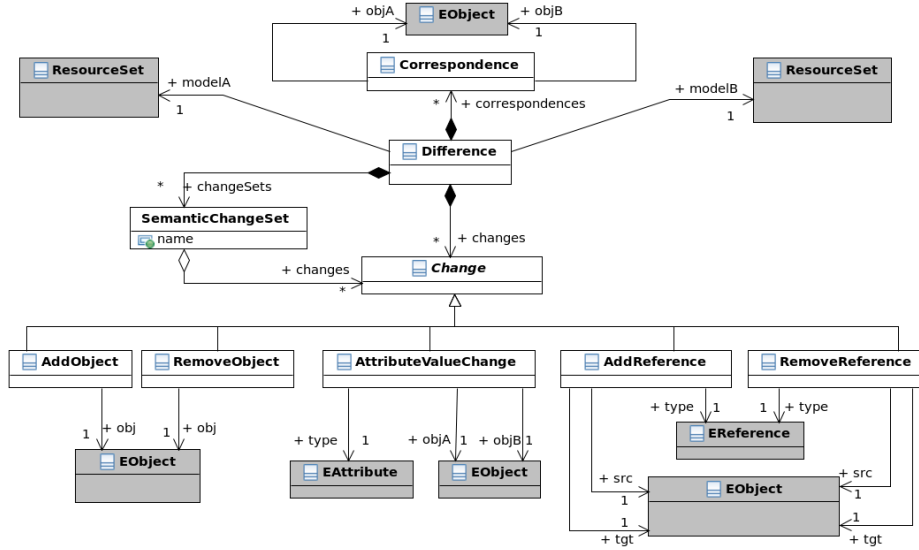 + objA
EObject
+ objB
1
1
ResourceSet
Correspondence
ResourceSet
+ modelA
+ modelB
* + correspondences
1
1
Difference
* + changeSets
SemanticChangeSet
name
* + changes
+ changes
Change
*
AddObject
RemoveObject
AttributeValueChange
AddReference
RemoveReference
+ type 1
1 + type
1 + obj
1 + obj
EReference
+ type 1
+ objA 1
+ objB 1
EObject
EAttribute
EObject
+ src
+ src
EObject
1
1
1
1
+ tgt
+ tgt